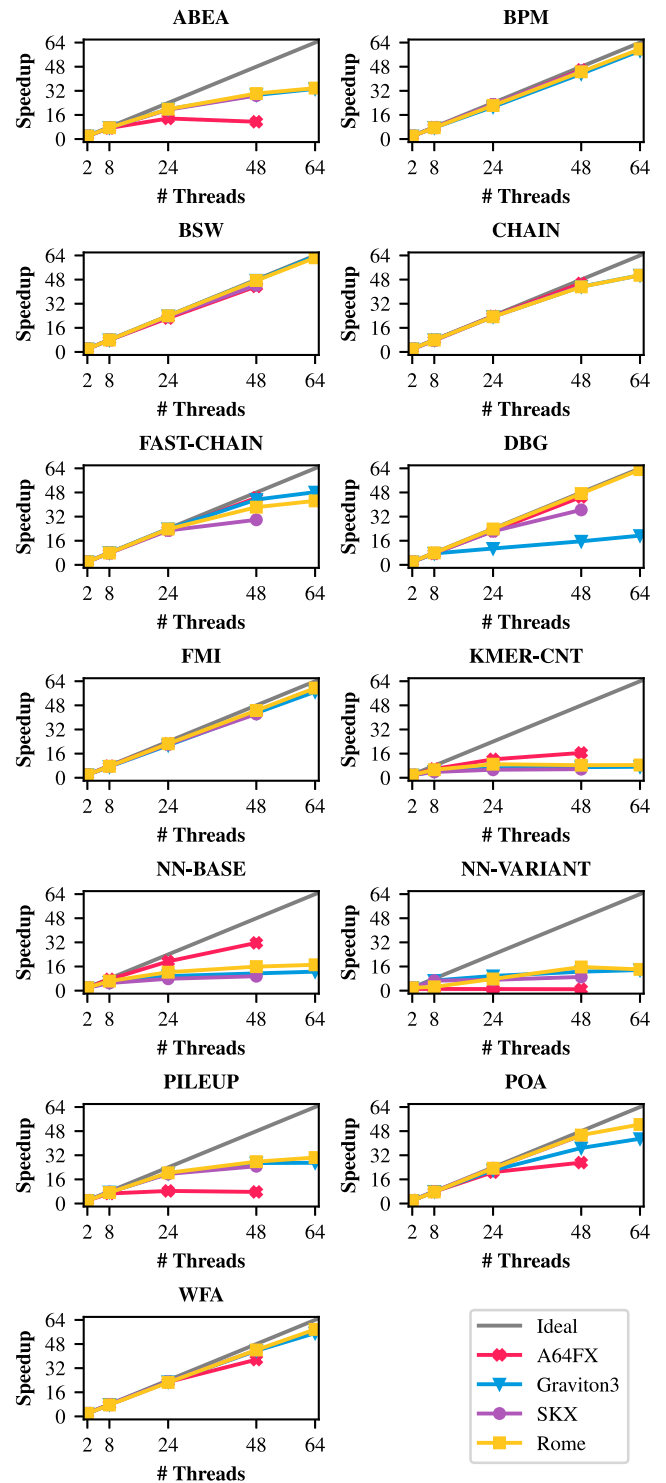 ABEA
BPM
Speedup
64
48
32
16
0
2 8 24 48 64
# Threads
Speedup
64
48
32
16
0
2 8 24 48 64
# Threads
BSW
CHAIN
Speedup
64
48
32
16
0
2 8 24 48 64
# Threads
Speedup
64
48
32
16
0
2 8 24 48 64
# Threads
FAST-CHAIN
DBG
Speedup
64
48
32
16
0
2 8 24 48 64
# Threads
Speedup
64
48
32
16
0
2 8 24 48 64
# Threads
FMI
KMER-CNT
Speedup
64
48
32
16
0
2 8 24 48 64
# Threads
Speedup
64
48
32
16
0
2 8 24 48 64
# Threads
NN-BASE
NN-VARIANT
Speedup
64
48
32
16
0
2 8 24 48 64
# Threads
Speedup
64
48
32
16
0
2 8 24 48 64
# Threads
PILEUP
POA
Speedup
64
48
32
16
0
2 8 24 48 64
# Threads
Speedup
64
48
32
16
0
2 8 24 48 64
# Threads
WFA
Speedup
64
48
32
16
0
2 8 24 48 64
# Threads
Ideal
A64FX
Graviton3
SKX
Rome